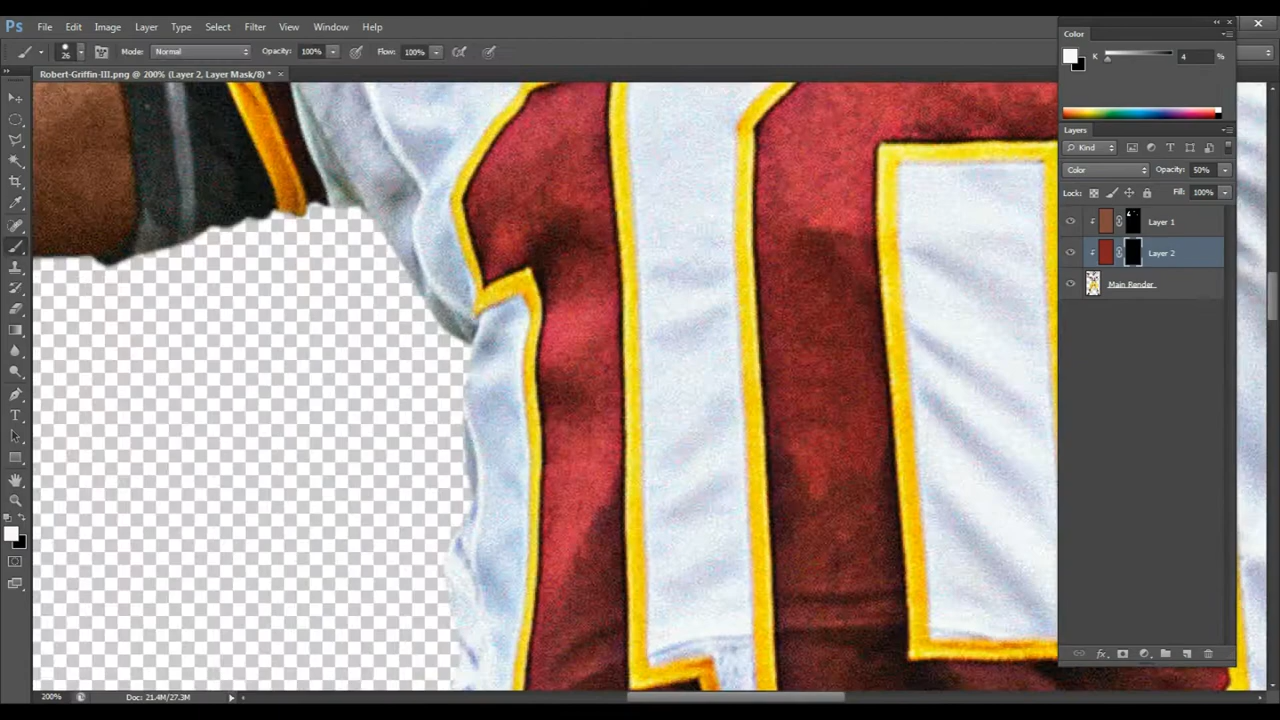 Ps File Edit Image Layer Type Select Filter View Window Help
26 Mode: Normal Opacity: 100% Flow: 100%
Robert-Griffin-III.png @ 200% (Layer 2, Layer Mask/8) * ×
Color
K 4 %
Layers
Kind
Color Opacity: 50%
Lock: Fill: 100%
Layer 1
Layer 2
Main Render
fx
200% Doc: 21.4M/27.3M